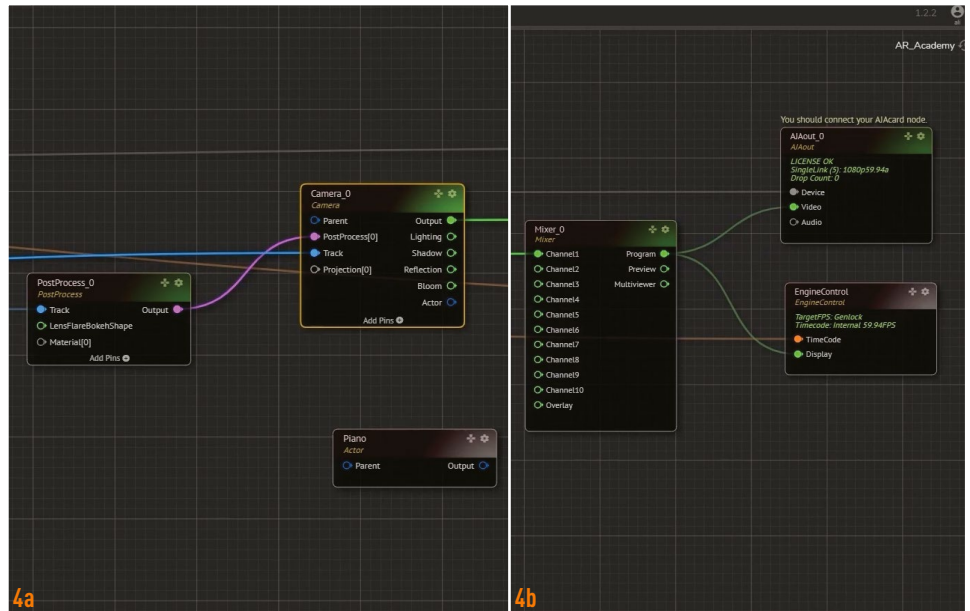 Camera_0
Camera
Parent Output
PostProcess[0] Lighting
Track Shadow
Projection[0] Reflection
Bloom
Actor
Add Pins
PostProcess_0
PostProcess
Track Output
LensFlareBokehShape
Material[0]
Add Pins
Piano
Actor
Parent Output
4a
1.2.2
AR_Academy
You should connect your AJAcard node.
AJAout_0
AJAout
LICENSE OK
SingleLink (5): 1080p59.94a
Drop Count: 0
Device
Video
Audio
Mixer_0
Mixer
Channel1 Program
Channel2 Preview
Channel3 Multiviewer
Channel4
Channel5
Channel6
Channel7
Channel8
Channel9
Channel10
Overlay
EngineControl
EngineControl
TargetFPS: Genlock
Timecode: Internal 59.94FPS
TimeCode
Display
4b